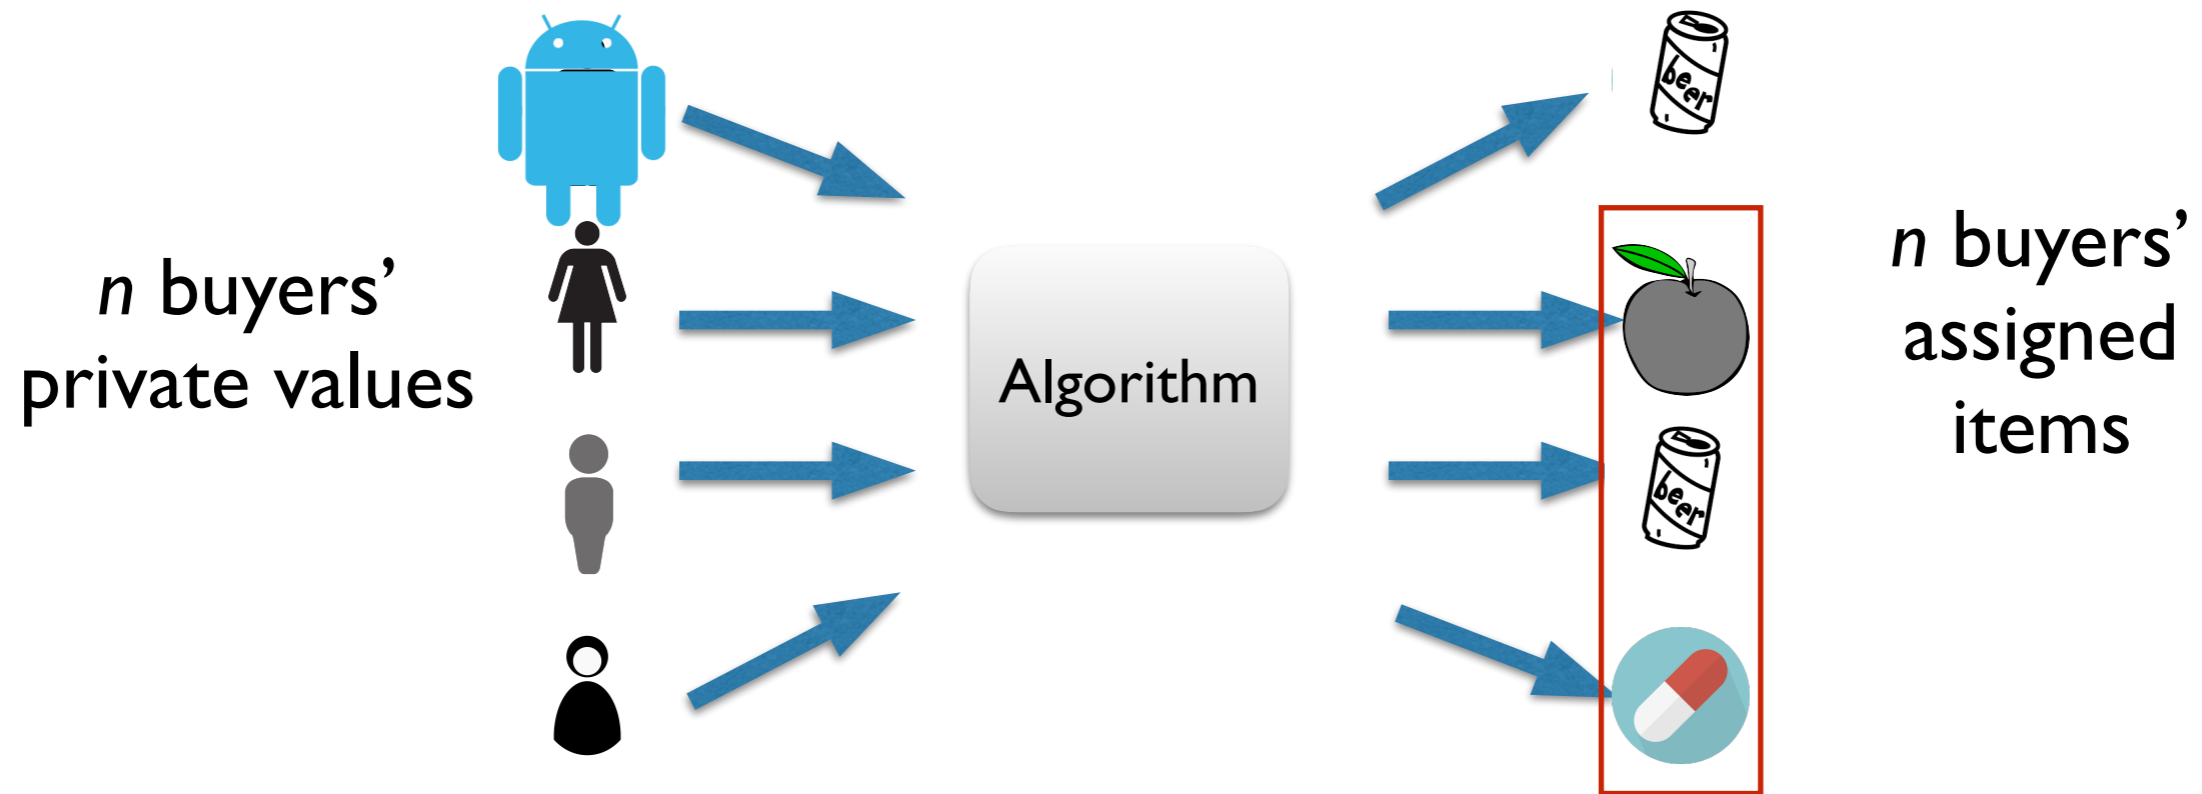 n buyers’
private values
Algorithm
beer
beer
n buyers’
assigned
items